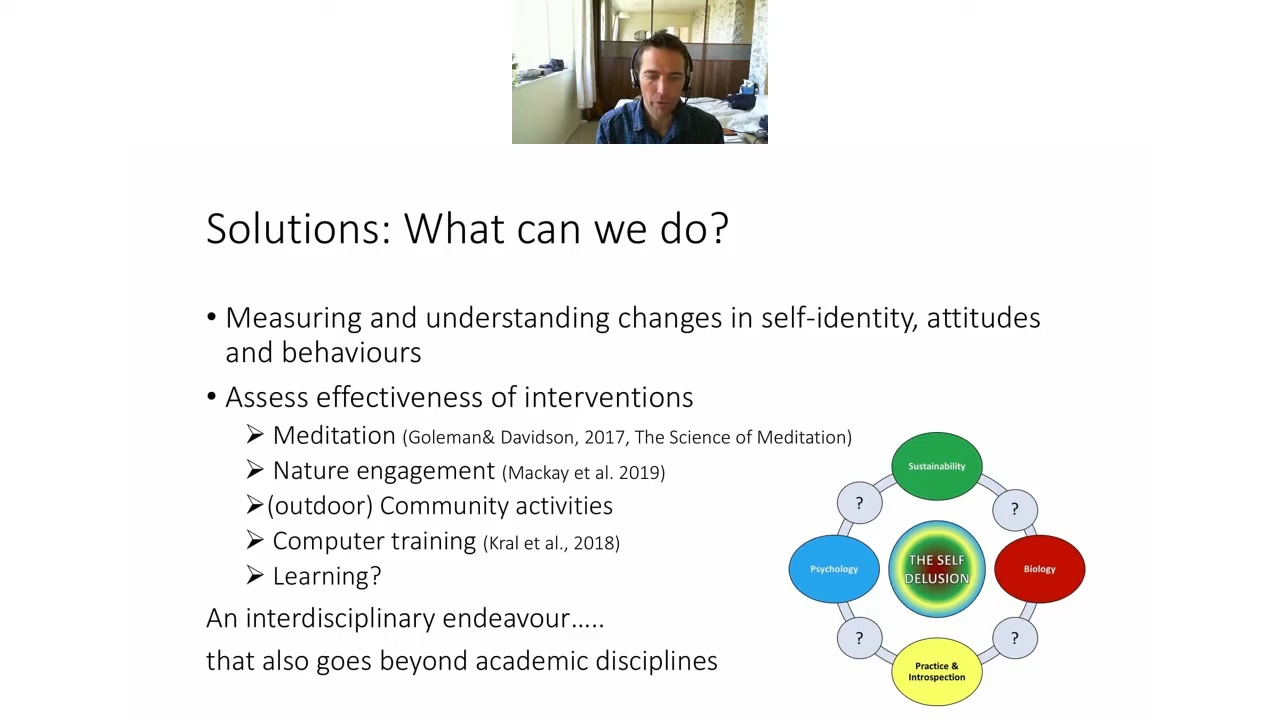 Solutions: What can we do?
• Measuring and understanding changes in self-identity, attitudes
and behaviours
• Assess effectiveness of interventions
➢ Meditation (Goleman& Davidson, 2017, The Science of Meditation)
➢ Nature engagement (Mackay et al. 2019)
➢(outdoor) Community activities
➢ Computer training (Kral et al., 2018)
➢ Learning?
An interdisciplinary endeavour.....
that also goes beyond academic disciplines
Sustainability
?
?
Psychology
THE SELF
DELUSION
Biology
?
?
Practice &
Introspection